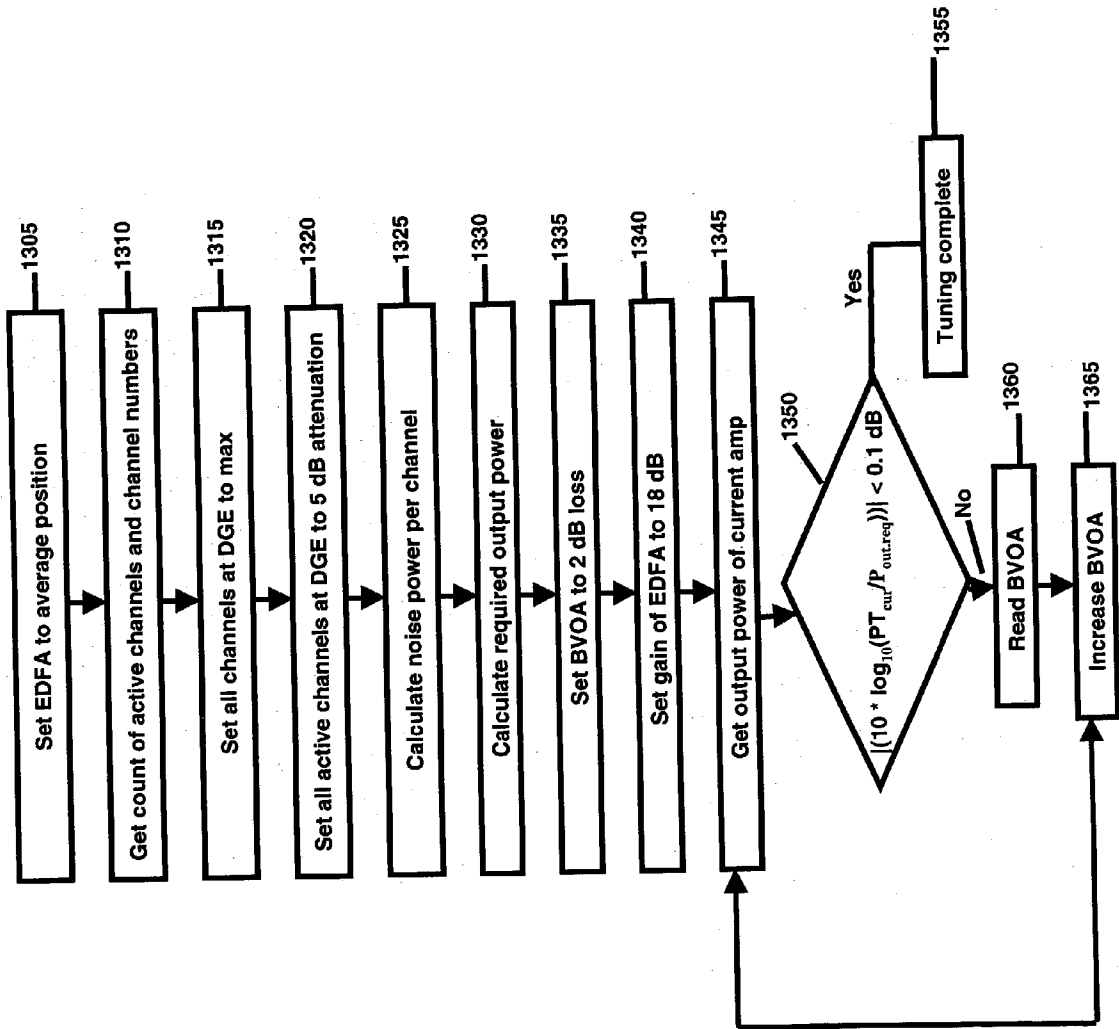 Set EDFA to average position
1305
Get count of active channels and channel numbers
1310
Set all channels at DGE to max
1315
Set all active channels at DGE to 5 dB attenuation
1320
Calculate noise power per channel
1325
Calculate required output power
1330
Set BVOA to 2 dB loss
1335
Set gain of EDFA to 18 dB
1340
Get output power of current amp
1345
1350
|(10 * log10(PTcur/Pout.req))| < 0.1 dB
Yes
Tuning complete
1355
No
Read BVOA
1360
Increase BVOA
1365